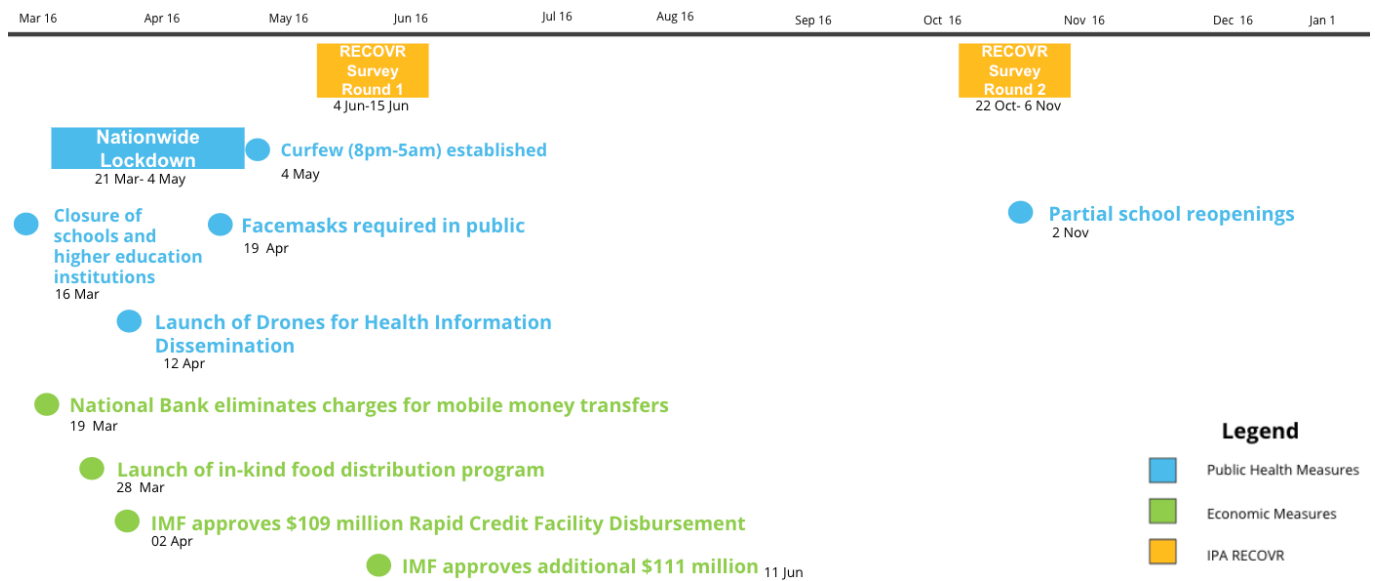 Mar 16 Apr 16 May 16 Jun 16 Jul 16 Aug 16 Sep 16 Oct 16 Nov 16 Dec 16 Jan 1
RECOVR
Survey
Round 1
4 Jun-15 Jun
RECOVR
Survey
Round 2
22 Oct- 6 Nov
Nationwide
Lockdown
21 Mar- 4 May
Curfew (8pm-5am) established
4 May
Closure of
schools and
higher education
institutions
16 Mar
Facemasks required in public
19 Apr
Partial school reopenings
2 Nov
Launch of Drones for Health Information
Dissemination
12 Apr
National Bank eliminates charges for mobile money transfers
19 Mar
Launch of in-kind food distribution program
28 Mar
IMF approves $109 million Rapid Credit Facility Disbursement
02 Apr
IMF approves additional $111 million 11 Jun
Legend
Public Health Measures
Economic Measures
IPA RECOVR